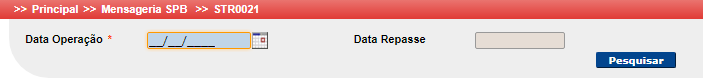 >> Principal >> Mensageria SPB >> STR0021
Data Operação * __/__/____ Data Repasse
Pesquisar